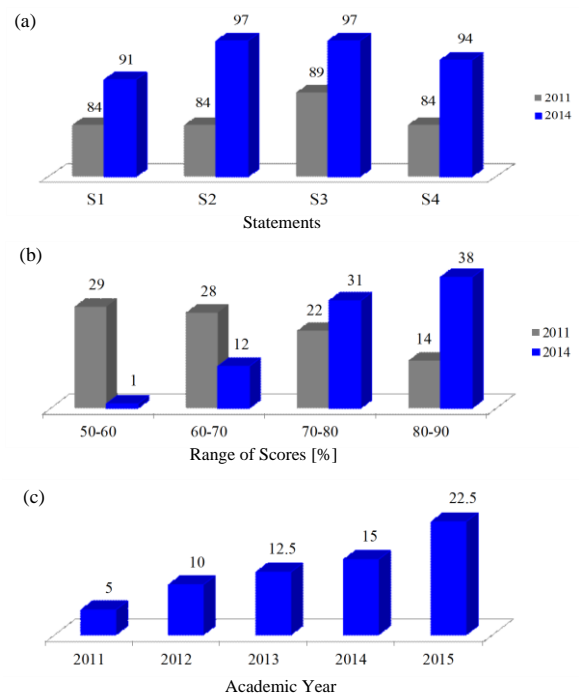 (a)
84 91 84 97 89 97 84 94
2011
2014
S1 S2 S3 S4
Statements
(b)
29 1 28 12 22 31 14 38
2011
2014
50-60 60-70 70-80 80-90
Range of Scores [%]
(c)
5 10 12.5 15 22.5
2011 2012 2013 2014 2015
Academic Year